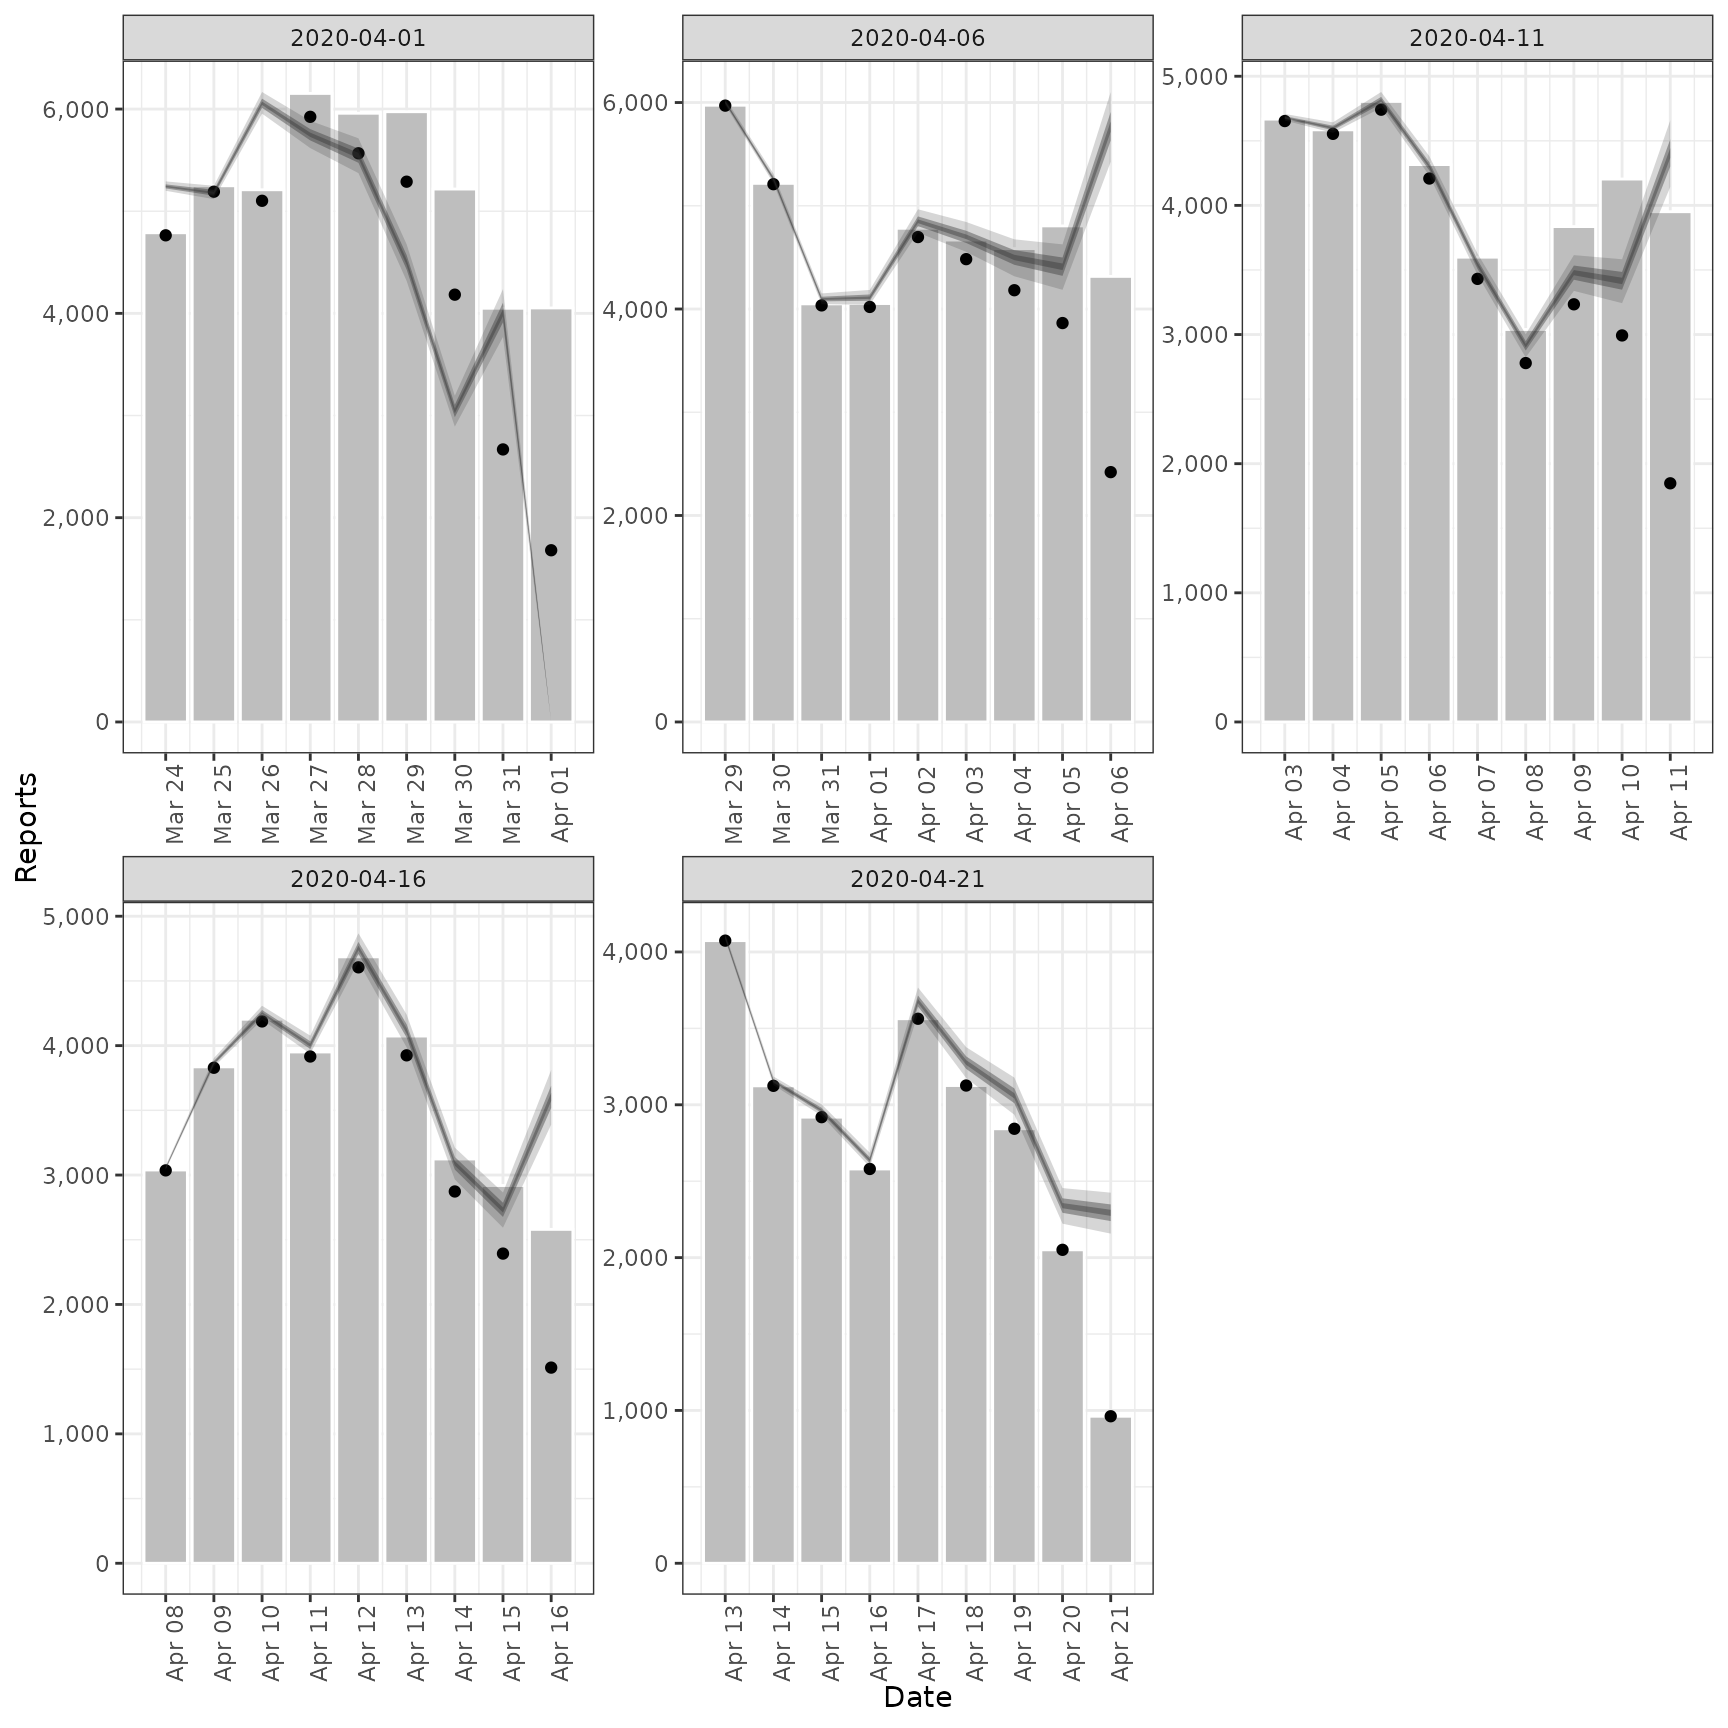 2020-04-01
2020-04-06
2020-04-11
6,000
4,000
2,000
0
6,000
4,000
2,000
0
5,000
4,000
3,000
2,000
1,000
0
Mar 24
Mar 25
Mar 26
Mar 27
Mar 28
Mar 29
Mar 30
Mar 31
Apr 01
Mar 29
Mar 30
Mar 31
Apr 01
Apr 02
Apr 03
Apr 04
Apr 05
Apr 06
Apr 03
Apr 04
Apr 05
Apr 06
Apr 07
Apr 08
Apr 09
Apr 10
Apr 11
Reports
2020-04-16
2020-04-21
5,000
4,000
3,000
2,000
1,000
0
4,000
3,000
2,000
1,000
0
Apr 08
Apr 09
Apr 10
Apr 11
Apr 12
Apr 13
Apr 14
Apr 15
Apr 16
Apr 13
Apr 14
Apr 15
Apr 16
Apr 17
Apr 18
Apr 19
Apr 20
Apr 21
Date